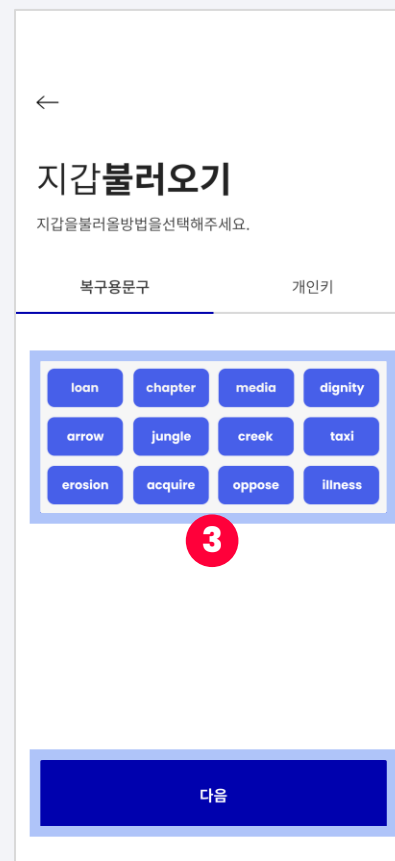 지갑불러오기
지갑을불러올방법을선택해주세요.
복구용문구 개인키
loan chapter media dignity
arrow jungle creek taxi
erosion acquire oppose illness
3
다음